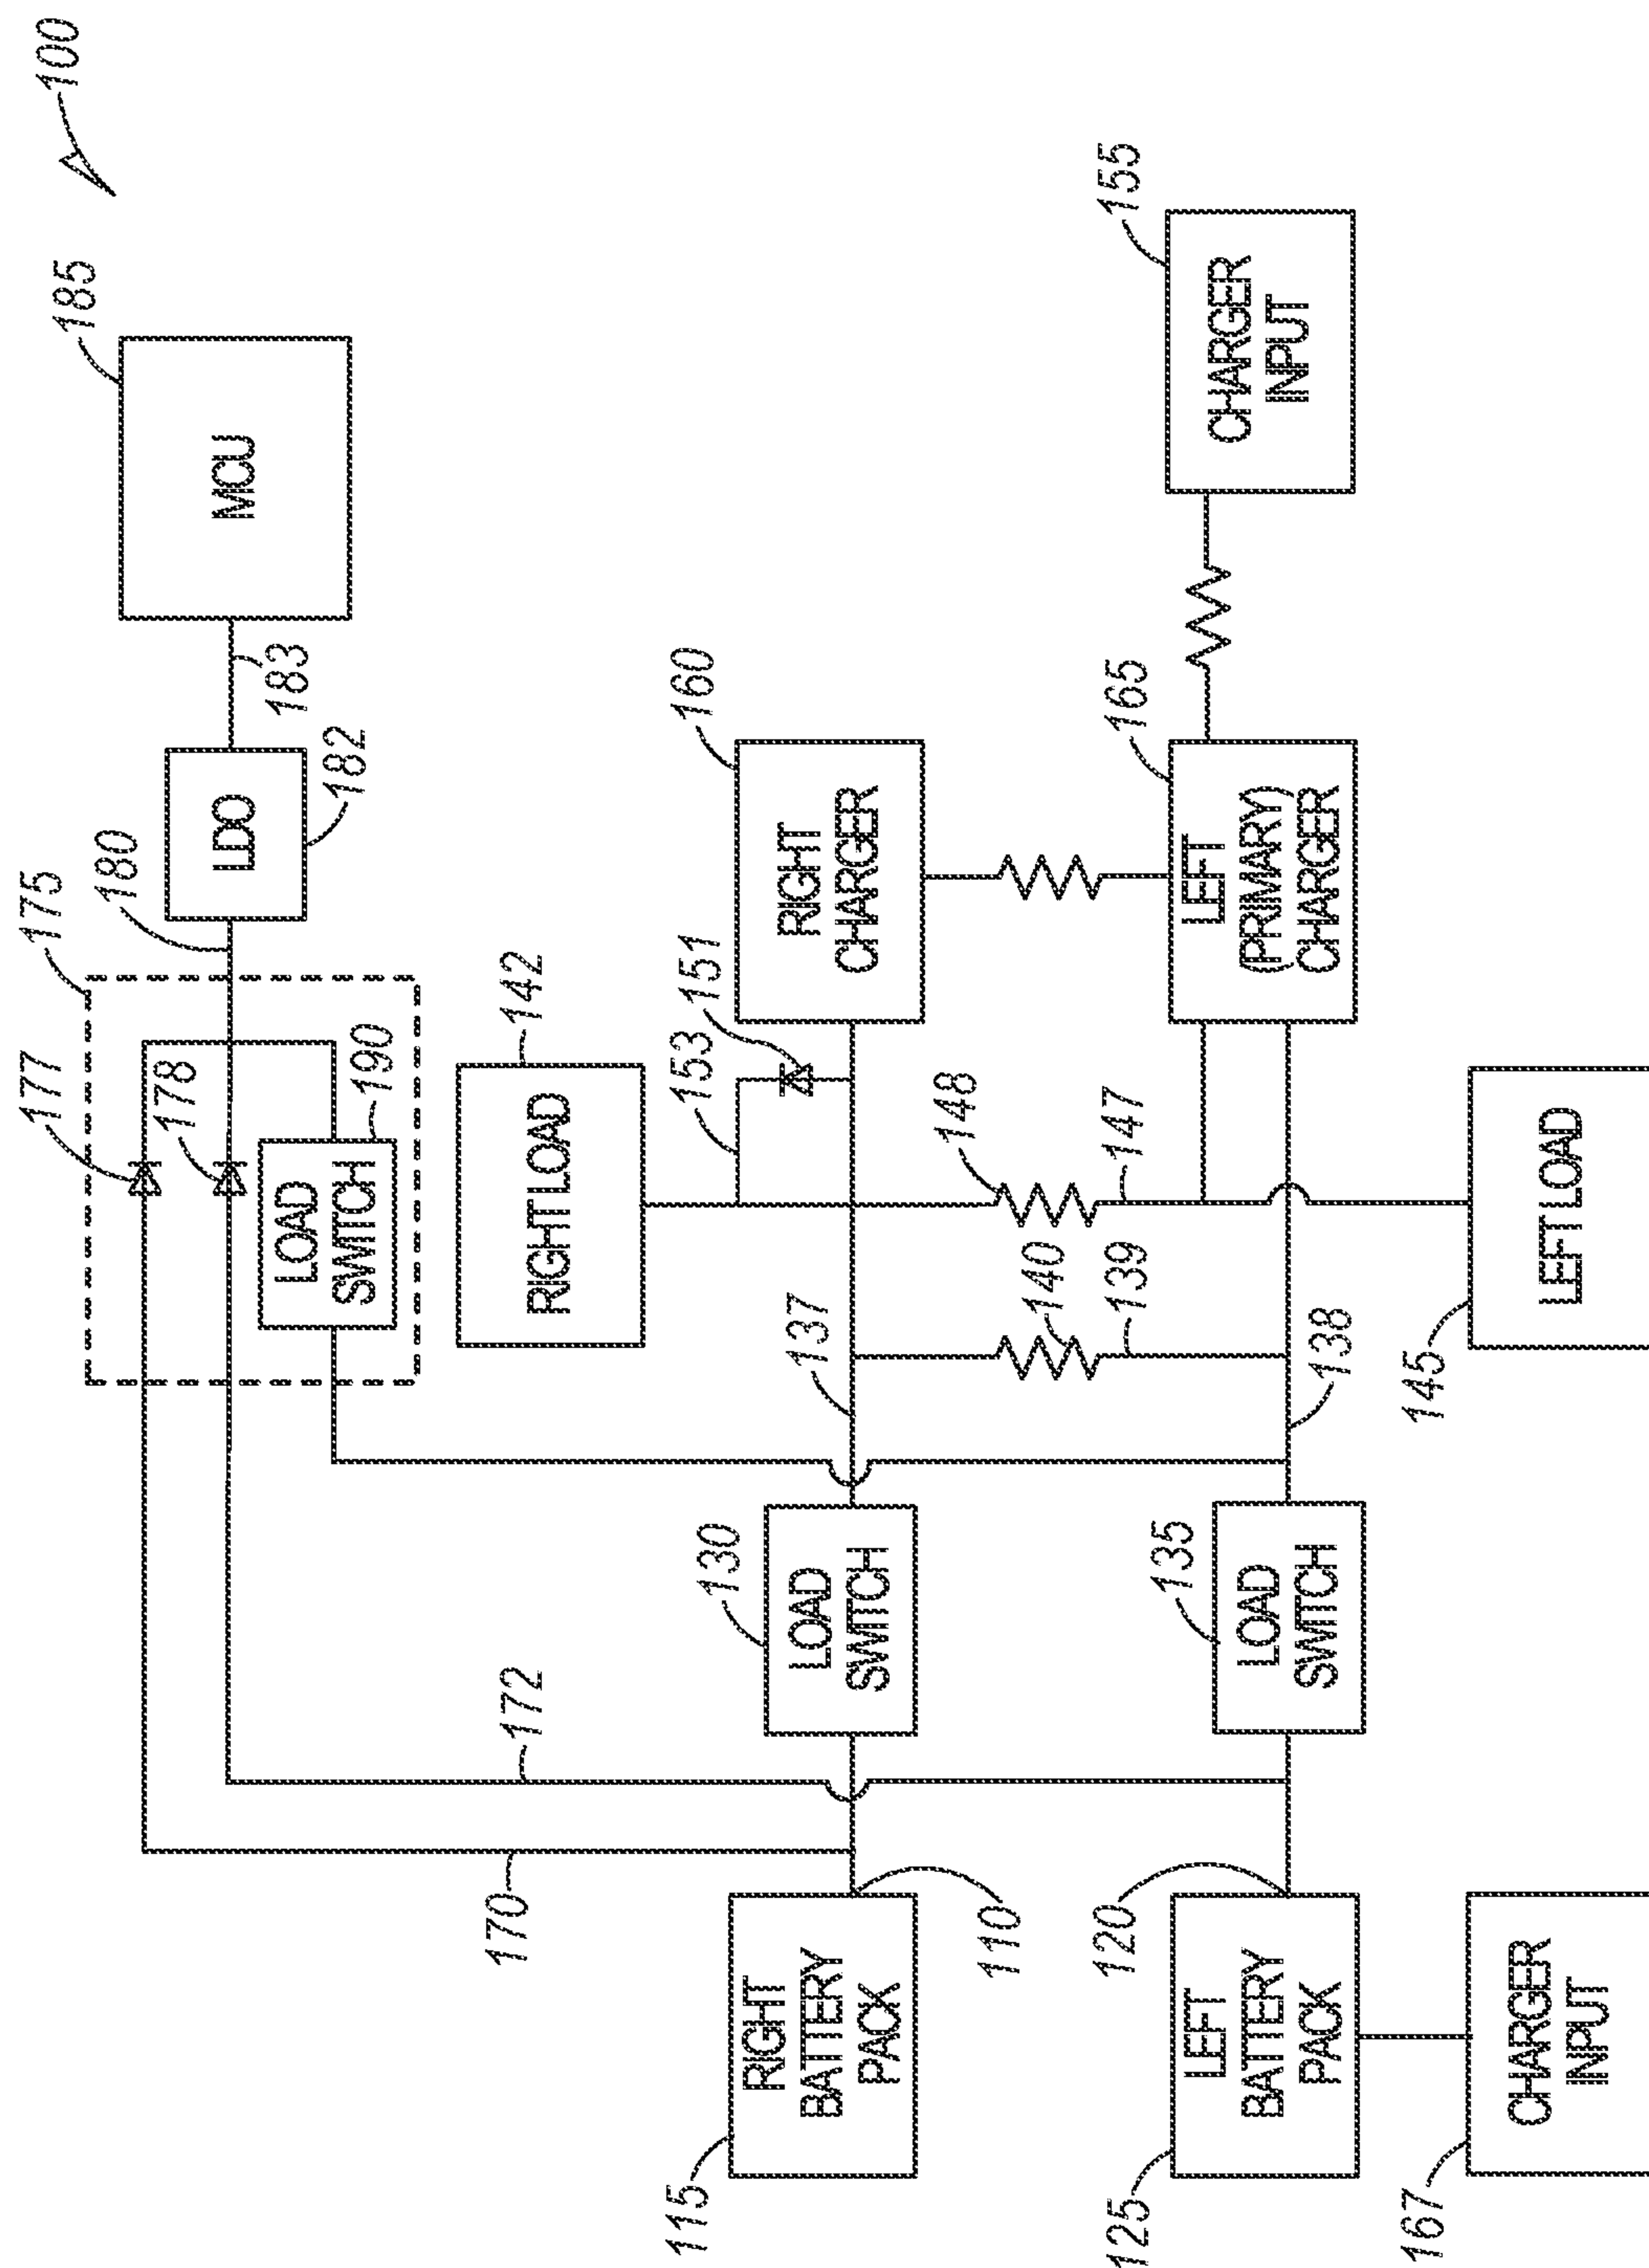 100
185
MCU
183
182
LDO
180
175
177
178
190
LOAD
SWITCH
142
RIGHT LOAD
153
151
160
RIGHT
CHARGER
155
CHARGER
INPUT
165
LEFT
(PRIMARY)
CHARGER
148
147
140
139
137
138
145
LEFT LOAD
130
LOAD
SWITCH
135
LOAD
SWITCH
172
170
110
120
115
RIGHT
BATTERY
PACK
125
LEFT
BATTERY
PACK
167
CHARGER
INPUT